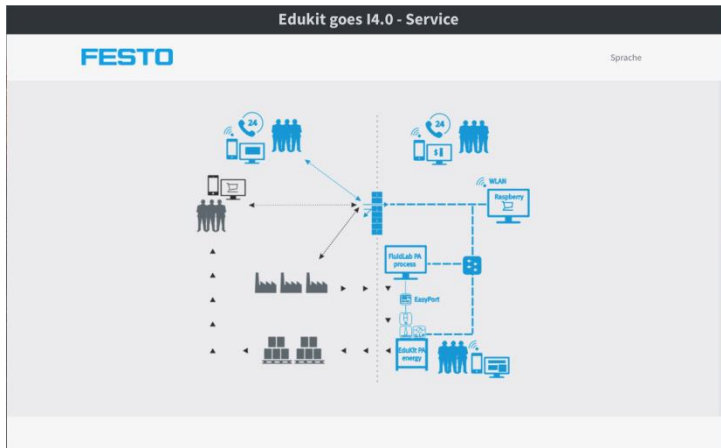 Edukit goes I4.0 - Service
FESTO
Sprache
24
24
$
WLAN
Raspberry
FluidLab PA
process
EasyPort
EduKit PA
energy